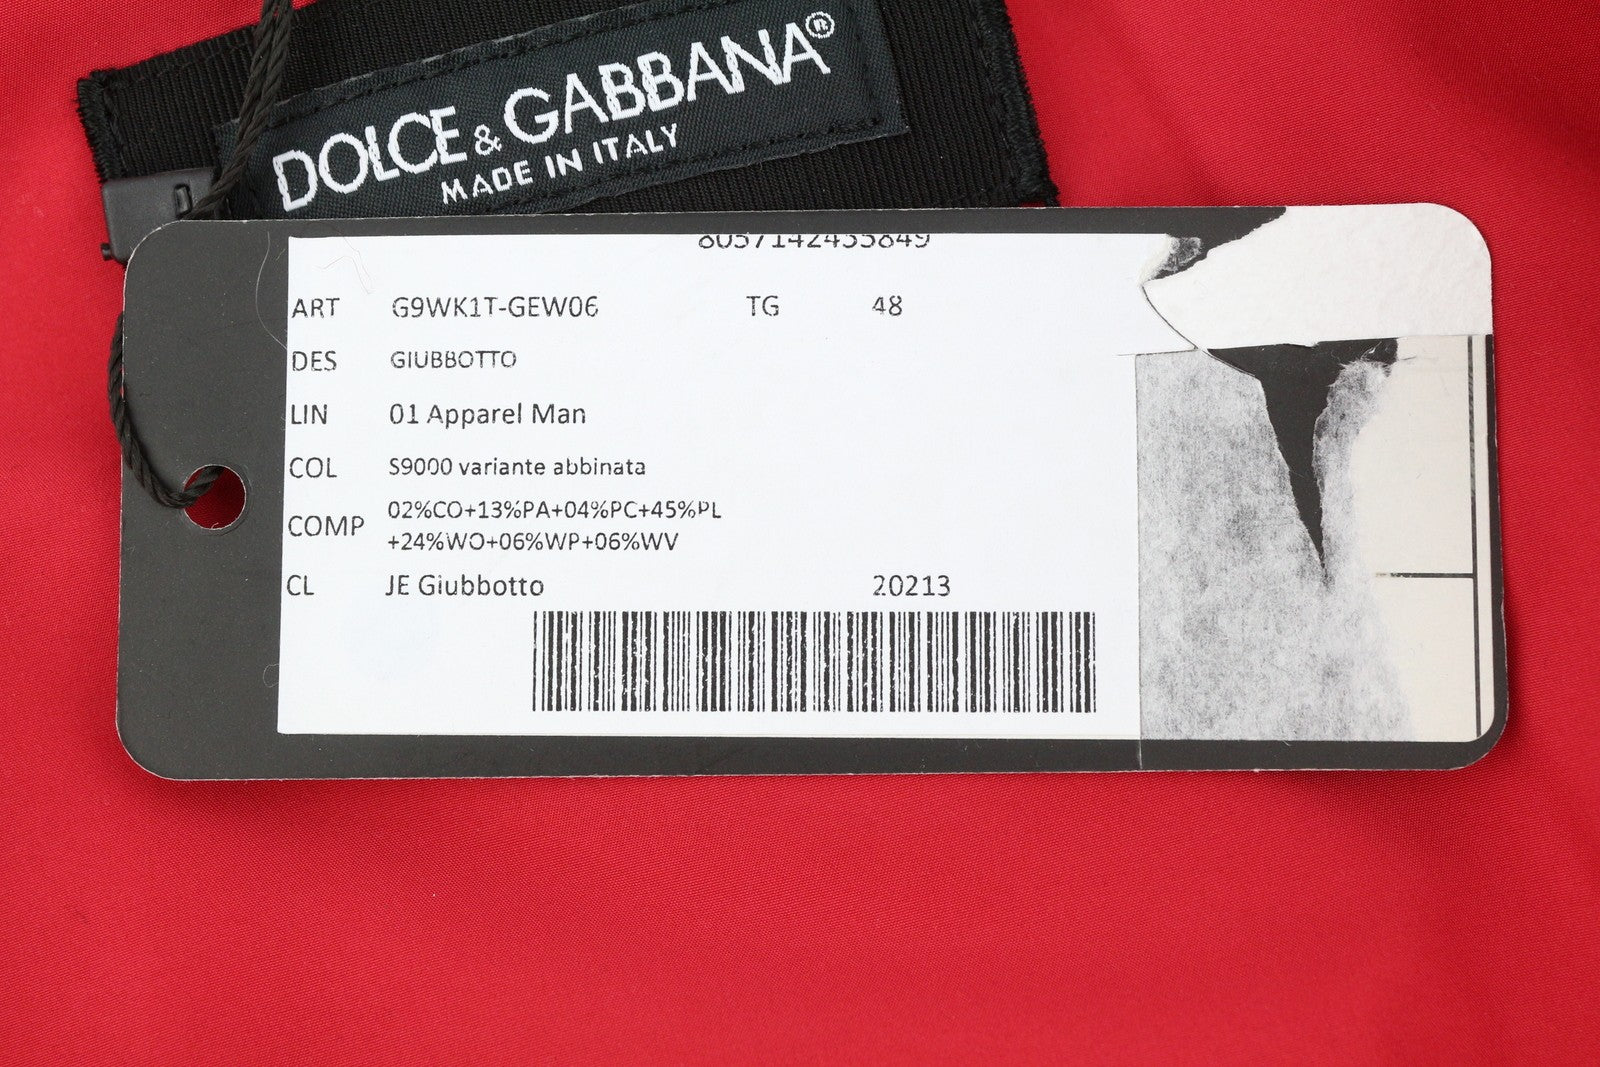 DOLCE & GABBANA®
MADE IN ITALY
ART G9WK1T-GEW06 TG 48
DES GIUBBOTTO
LIN 01 Apparel Man
COL S9000 variante abbinata
COMP 02%CO+13%PA+04%PC+45%PL
+24%WO+06%WP+06%WV
CL JE Giubbotto 20213